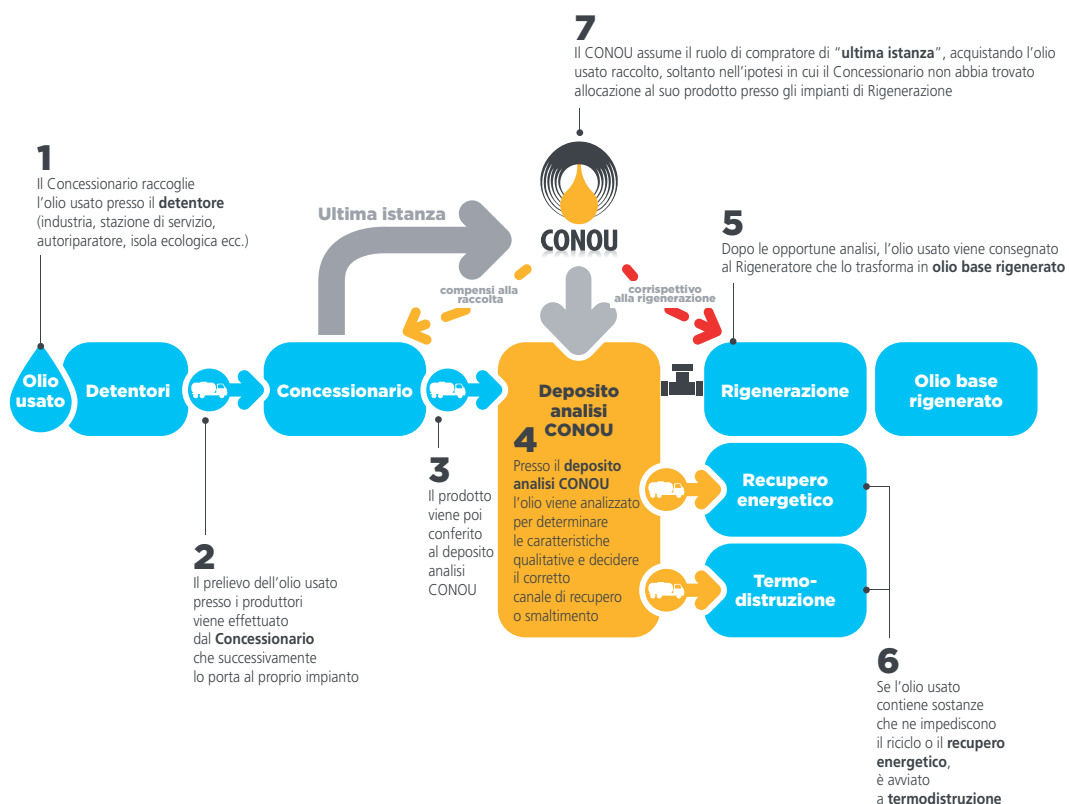 7
Il CONOU assume il ruolo di compratore di “ultima istanza”, acquistando l’olio
usato raccolto, soltanto nell’ipotesi in cui il Concessionario non abbia trovato
allocazione al suo prodotto presso gli impianti di Rigenerazione
1
Il Concessionario raccoglie
l’olio usato presso il detentore
(industria, stazione di servizio,
autoriparatore, isola ecologica ecc.)
Ultima istanza
CONOU
5
Dopo le opportune analisi, l’olio usato viene consegnato
al Rigeneratore che lo trasforma in olio base rigenerato
compensi alla
raccolta
corrispettivo
alla rigenerazione
Olio
usato
Detentori
Concessionario
Deposito
analisi
CONOU
Rigenerazione
Olio base
rigenerato
4
Presso il deposito
analisi CONOU
l’olio viene analizzato
per determinare
le caratteristiche
qualitative e decidere
il corretto
canale di recupero
o smaltimento
3
Il prodotto
viene poi
conferito
al deposito
analisi
CONOU
Recupero
energetico
2
Il prelievo dell’olio usato
presso i produttori
viene effettuato
dal Concessionario
che successivamente
lo porta al proprio impianto
Termo-
distruzione
6
Se l’olio usato
contiene sostanze
che ne impediscono
il riciclo o il recupero
energetico,
è avviato
a termodistruzione